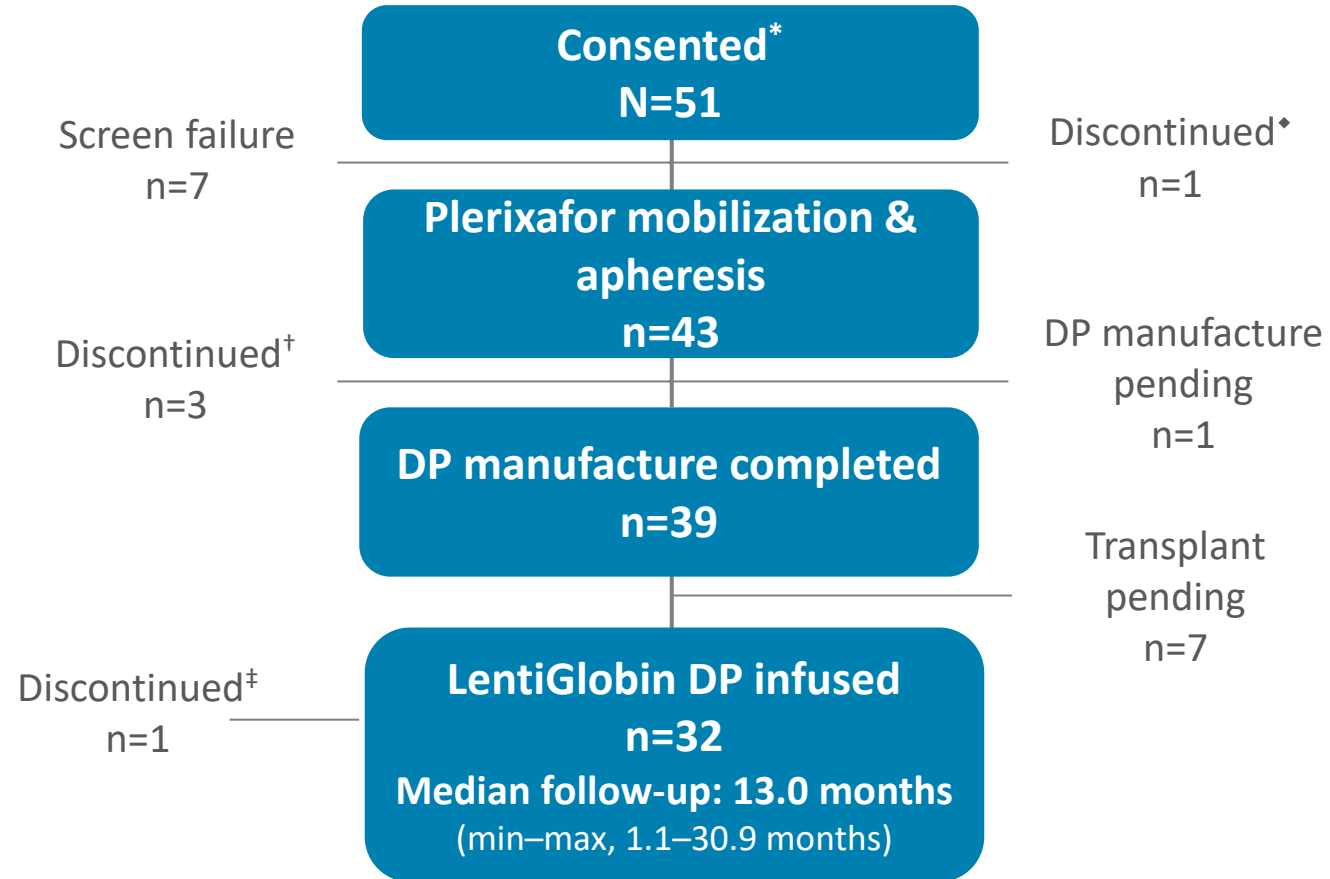 Consented*
N=51
Screen failure
n=7
Discontinued◆
n=1
Plerixafor mobilization &
apheresis
n=43
Discontinued†
n=3
DP manufacture
pending
n=1
DP manufacture completed
n=39
Transplant
pending
n=7
Discontinued‡
n=1
LentiGlobin DP infused
n=32
Median follow-up: 13.0 months
(min–max, 1.1–30.9 months)